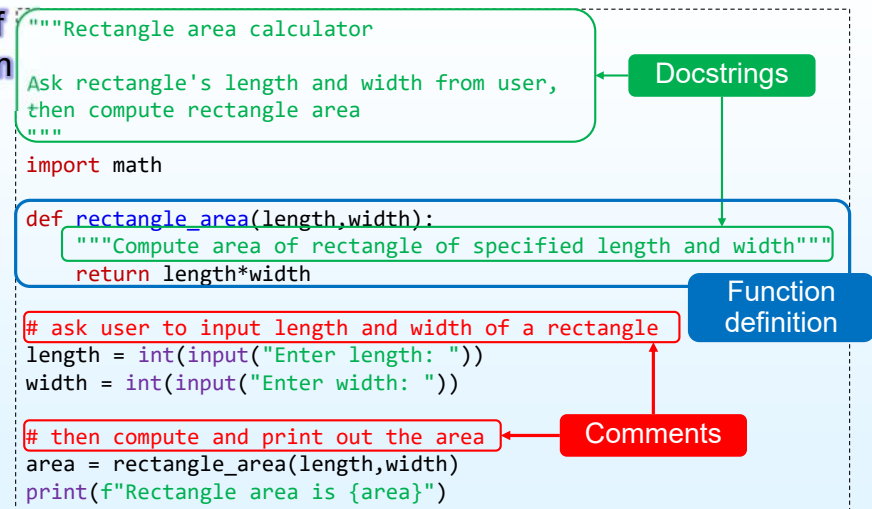 f
"""Rectangle area calculator
n
Ask rectangle's length and width from user,
then compute rectangle area
"""
Docstrings
import math
def rectangle_area(length,width):
"""Compute area of rectangle of specified length and width"""
return length*width
Function
definition
# ask user to input length and width of a rectangle
length = int(input("Enter length: "))
width = int(input("Enter width: "))
# then compute and print out the area
Comments
area = rectangle_area(length,width)
print(f"Rectangle area is {area}")